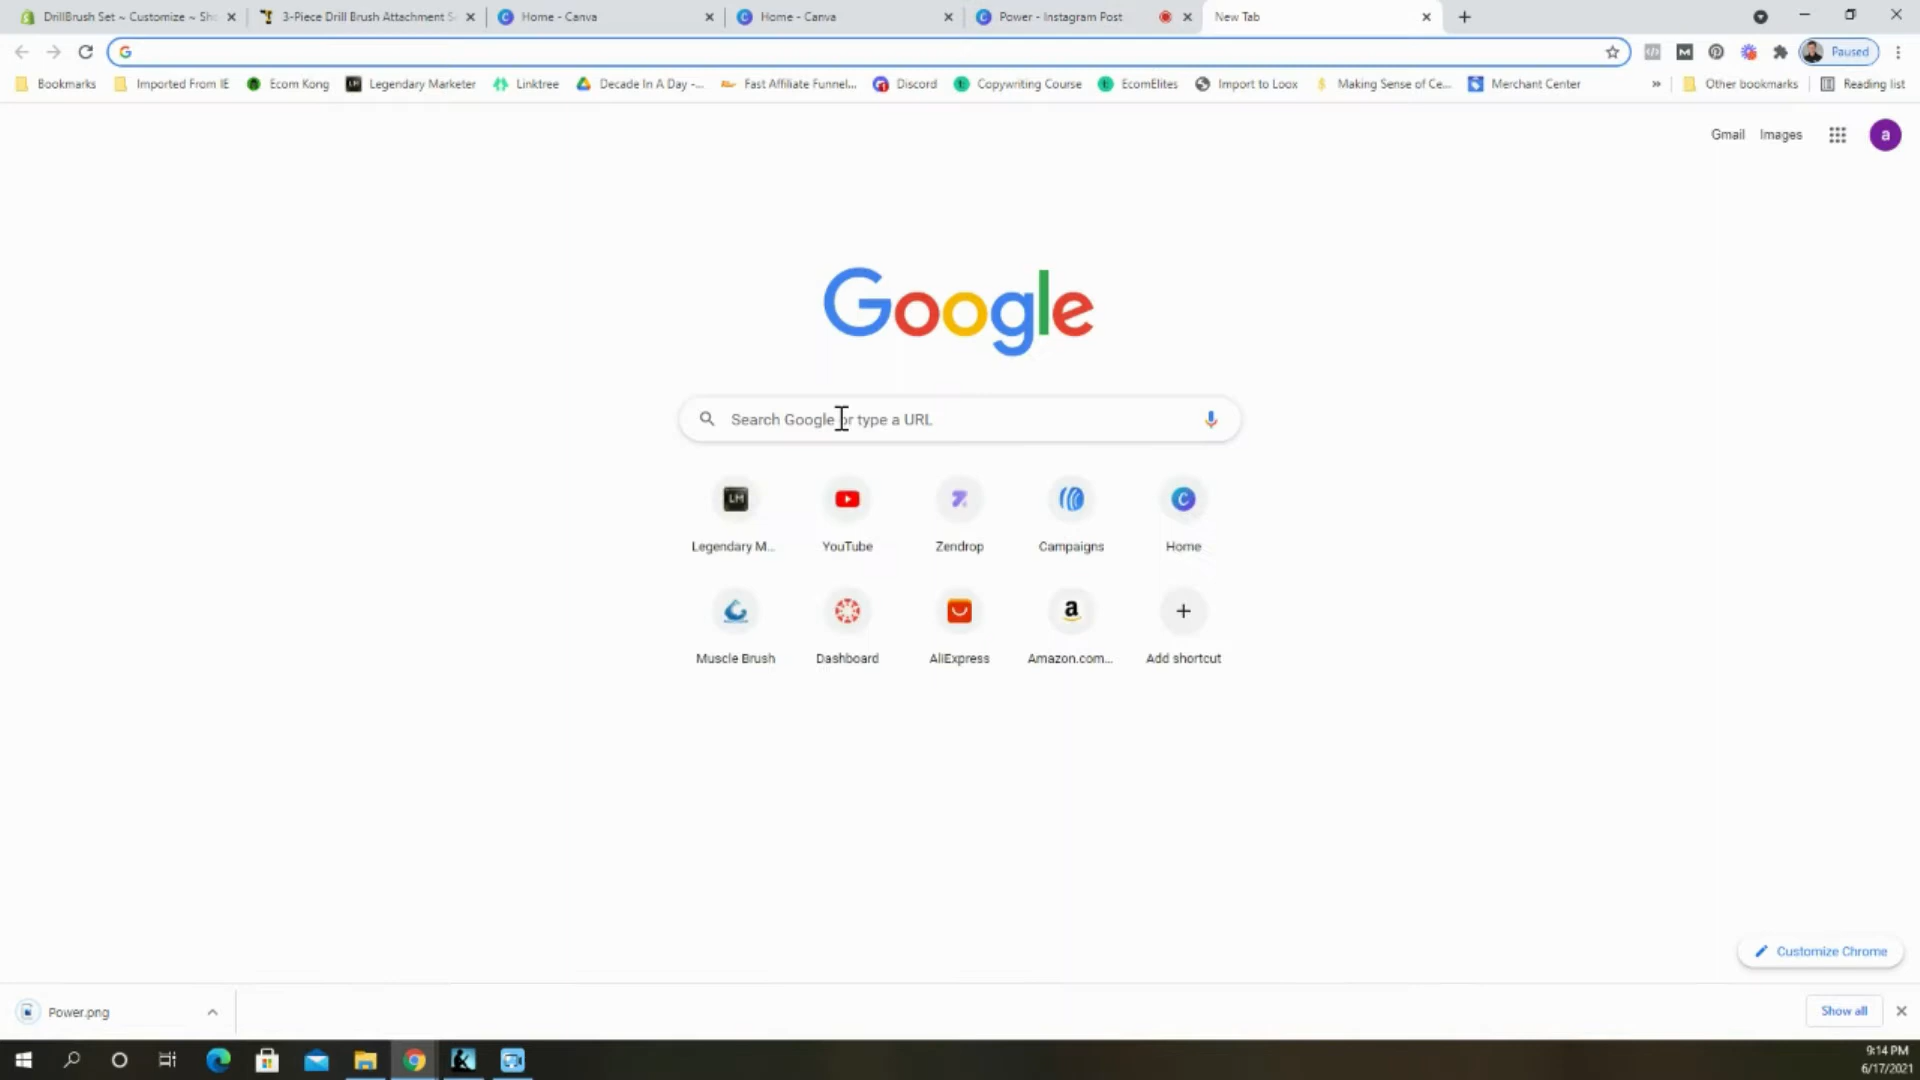 DrillBrush Set ~ Customize ~ Sho
3-Piece Drill Brush Attachment S
Home - Canva
Home - Canva
Power - Instagram Post
New Tab
Paused
Bookmarks
Imported From IE
Ecom Kong
Legendary Marketer
Linktree
Decade In A Day -...
Fast Affiliate Funnel...
Discord
Copywriting Course
EcomElites
Import to Loox
Making Sense of Ce...
Merchant Center
»
Other bookmarks
Reading list
Gmail
Images
a
Google
Search Google or type a URL
LM
Legendary M...
YouTube
Zendrop
Campaigns
Home
Muscle Brush
Dashboard
AliExpress
Amazon.com...
Add shortcut
Customize Chrome
Power.png
Show all
9:14 PM
6/17/2021